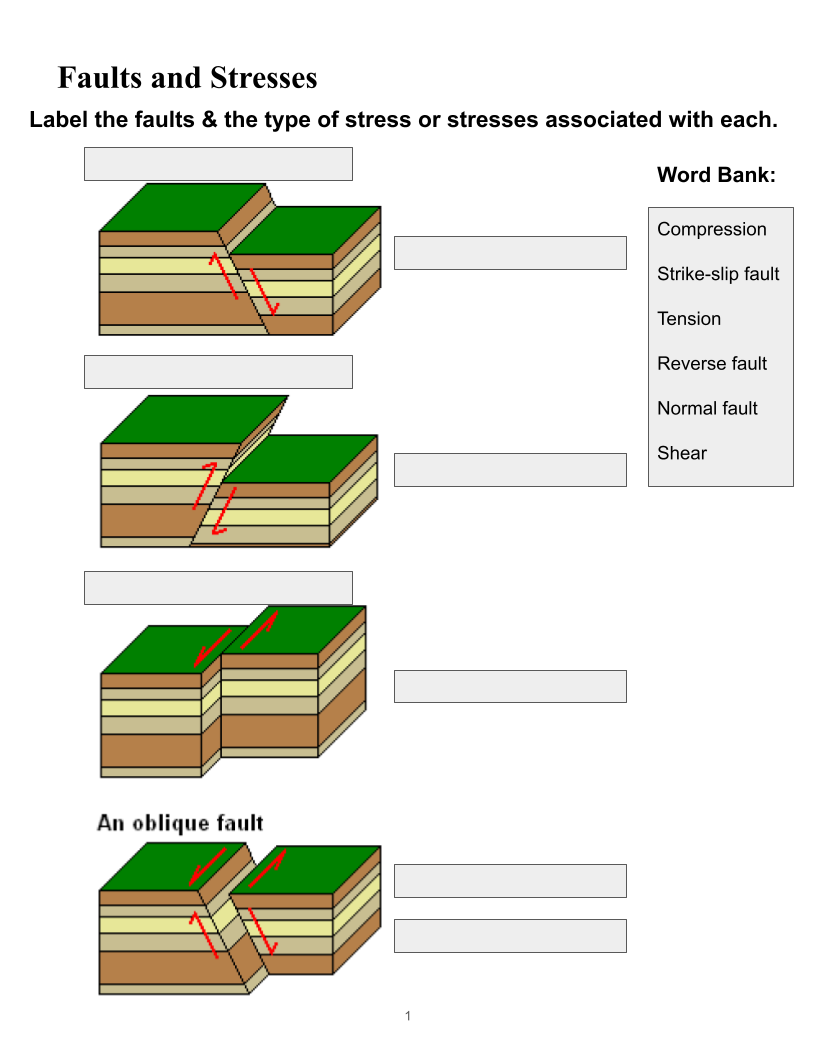 Faults and Stresses
Label the faults & the type of stress or stresses associated with each.
Word Bank:
Compression
Strike-slip fault
Tension
Reverse fault
Normal fault
Shear
An oblique fault
1